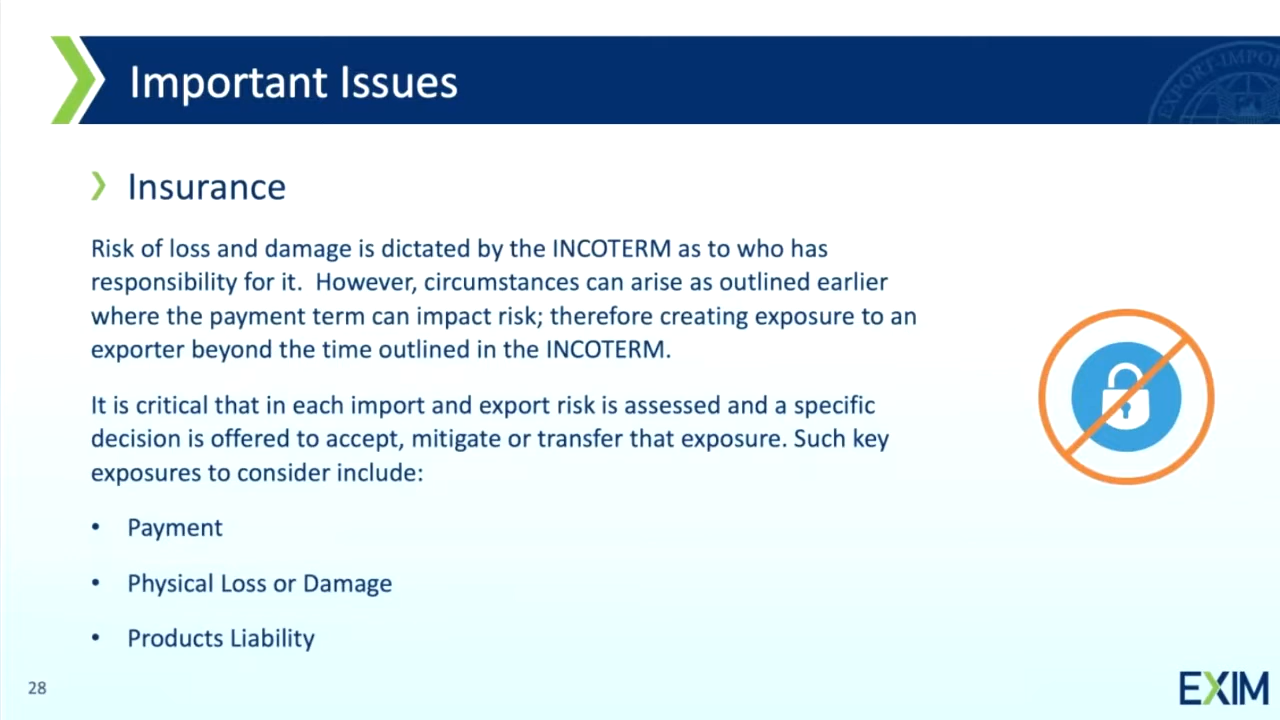 Important Issues
EXPORT-IMPOR
Insurance
Risk of loss and damage is dictated by the INCOTERM as to who has
responsibility for it.  However, circumstances can arise as outlined earlier
where the payment term can impact risk; therefore creating exposure to an
exporter beyond the time outlined in the INCOTERM.
It is critical that in each import and export risk is assessed and a specific
decision is offered to accept, mitigate or transfer that exposure. Such key
exposures to consider include:
• Payment
• Physical Loss or Damage
• Products Liability
28
EXIM